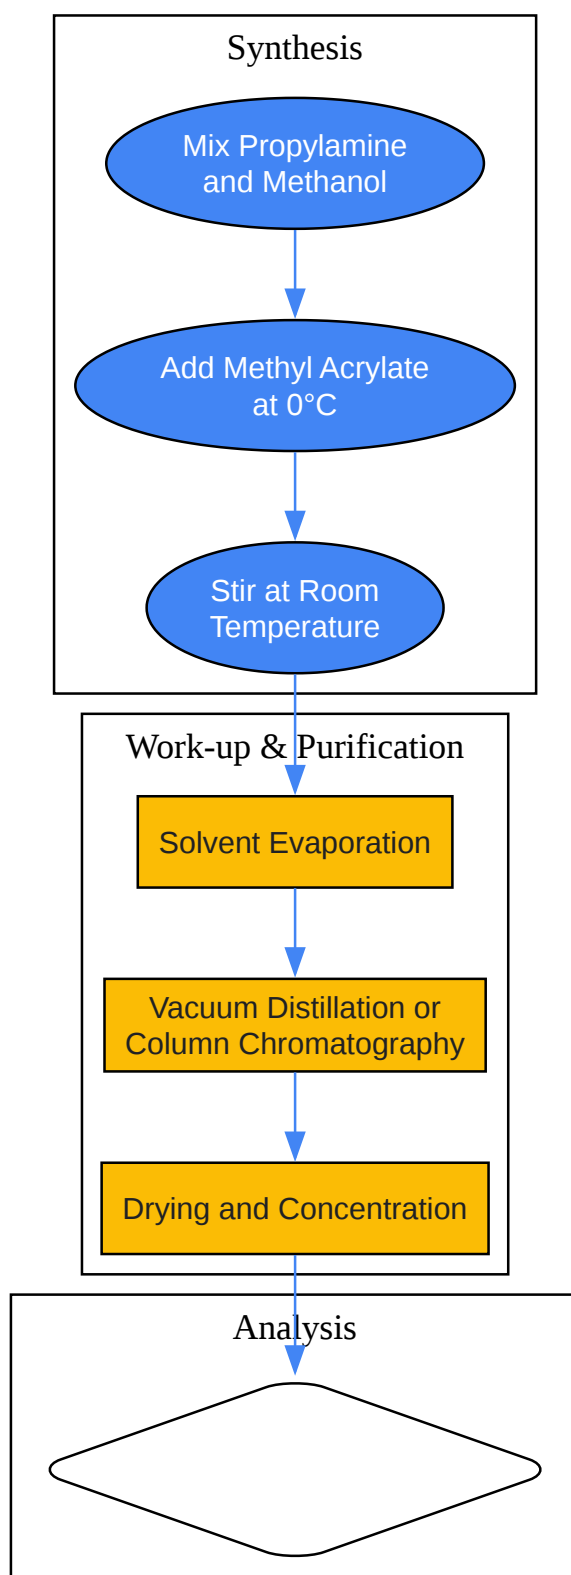 Synthesis
Mix Propylamine
and Methanol
Add Methyl Acrylate
at 0°C
Stir at Room
Temperature
Work-up & Purification
Solvent Evaporation
Vacuum Distillation or
Column Chromatography
Drying and Concentration
Analysis